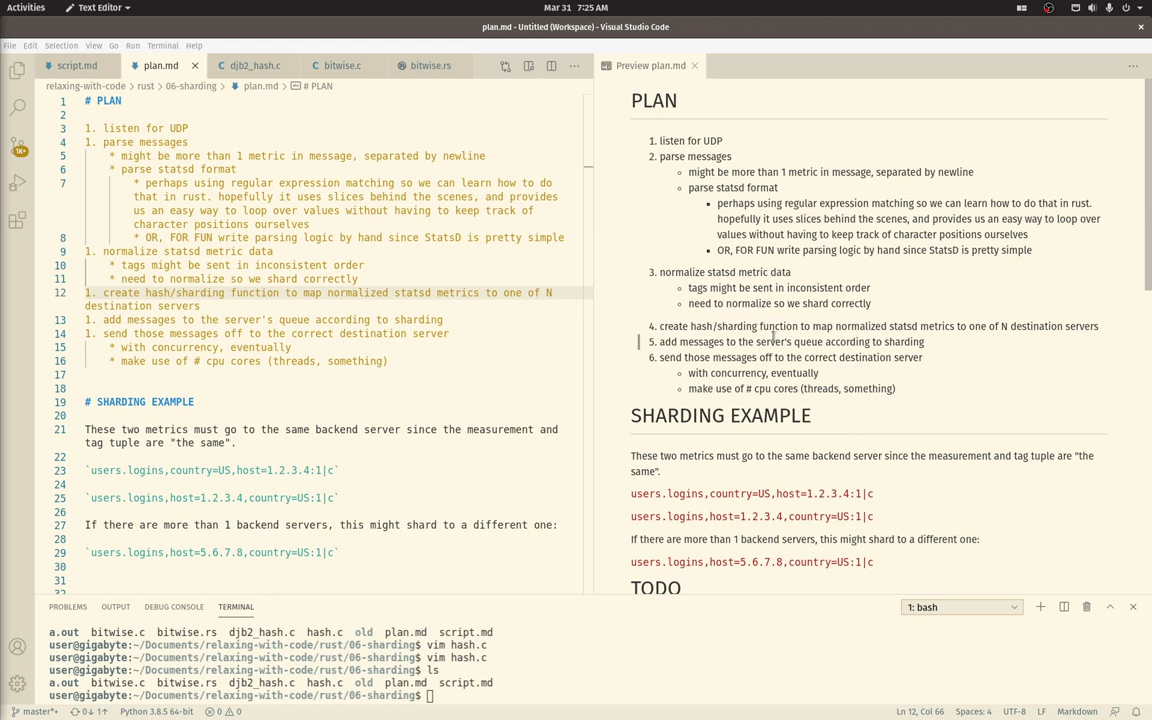 Activities Text Editor Mar 31 7:25 AM
plan.md - Untitled (Workspace) - Visual Studio Code
File Edit Selection View Go Run Terminal Help
script.md plan.md djb2_hash.c bitwise.c bitwise.rs
relaxing-with-code rust 06-sharding plan.md # PLAN
1 # PLAN
2
3 1. listen for UDP
4 1. parse messages
5 * might be more than 1 metric in message, separated by newline
6 * parse statsd format
7 * perhaps using regular expression matching so we can learn how to do
that in rust. hopefully it uses slices behind the scenes, and provides
us an easy way to loop over values without having to keep track of
character positions ourselves
8 * OR, FOR FUN write parsing logic by hand since StatsD is pretty simple
9 1. normalize statsd metric data
10 * tags might be sent in inconsistent order
11 * need to normalize so we shard correctly
12 1. create hash/sharding function to map normalized statsd metrics to one of N
destination servers
13 1. add messages to the server's queue according to sharding
14 1. send those messages off to the correct destination server
15 * with concurrency, eventually
16 * make use of # cpu cores (threads, something)
17
18
19 # SHARDING EXAMPLE
20
21 These two metrics must go to the same backend server since the measurement and
tag tuple are "the same".
22
23 `users.logins,country=US,host=1.2.3.4:1|c`
24
25 `users.logins,host=1.2.3.4,country=US:1|c`
26
27 If there are more than 1 backend servers, this might shard to a different one:
28
29 `users.logins,host=5.6.7.8,country=US:1|c`
30
31
32
1K+
Preview plan.md
PLAN
1. listen for UDP
2. parse messages
might be more than 1 metric in message, separated by newline
parse statsd format
perhaps using regular expression matching so we can learn how to do that in rust.
hopefully it uses slices behind the scenes, and provides us an easy way to loop over
values without having to keep track of character positions ourselves
OR, FOR FUN write parsing logic by hand since StatsD is pretty simple
3. normalize statsd metric data
tags might be sent in inconsistent order
need to normalize so we shard correctly
4. create hash/sharding function to map normalized statsd metrics to one of N destination servers
5. add messages to the server's queue according to sharding
6. send those messages off to the correct destination server
with concurrency, eventually
make use of # cpu cores (threads, something)
SHARDING EXAMPLE
These two metrics must go to the same backend server since the measurement and tag tuple are "the
same".
users.logins,country=US,host=1.2.3.4:1|c
users.logins,host=1.2.3.4,country=US:1|c
If there are more than 1 backend servers, this might shard to a different one:
users.logins,host=5.6.7.8,country=US:1|c
TODO
PROBLEMS OUTPUT DEBUG CONSOLE TERMINAL 1: bash
a.out bitwise.c bitwise.rs djb2_hash.c hash.c old plan.md script.md
user@gigabyte:~/Documents/relaxing-with-code/rust/06-sharding$ vim hash.c
user@gigabyte:~/Documents/relaxing-with-code/rust/06-sharding$ vim hash.c
user@gigabyte:~/Documents/relaxing-with-code/rust/06-sharding$ ls
a.out bitwise.c bitwise.rs djb2_hash.c hash.c old plan.md script.md
user@gigabyte:~/Documents/relaxing-with-code/rust/06-sharding$
master*+ 0↓ 1↑ Python 3.8.5 64-bit 0 0 Ln 12, Col 66 Spaces: 4 UTF-8 LF Markdown